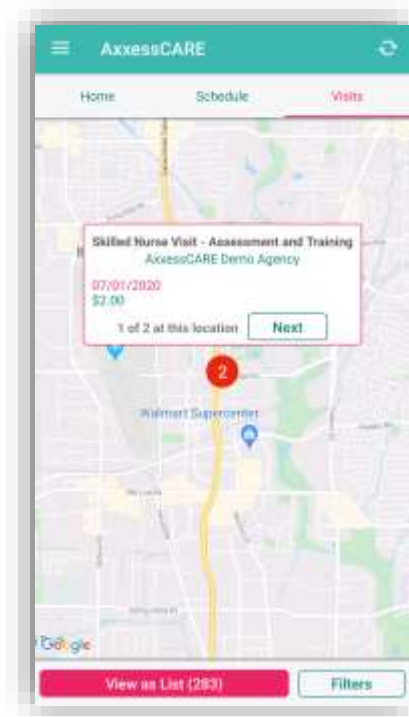 AxxessCARE
Home Schedule Visits
Skilled Nurse Visit - Assessment and Training
AxxessCARE Demo Agency
07/01/2020
$2.00
1 of 2 at this location Next
2
Walmart Supercenter
Google
View as List (283) Filters